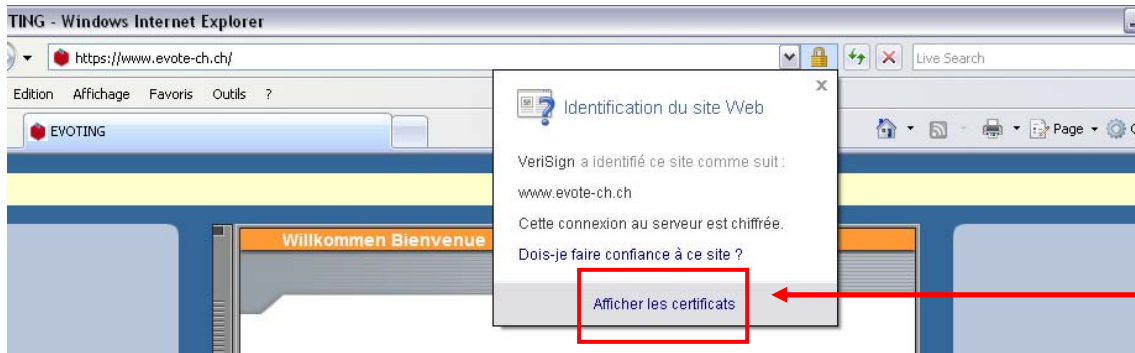 TING - Windows Internet Explorer
https://www.evote-ch.ch/
Live Search
Edition Affichage Favoris Outils ?
EVOTING
Page
Identification du site Web
x
VeriSign a identifié ce site comme suit :
www.evote-ch.ch
Cette connexion au serveur est chiffrée.
Dois-je faire confiance à ce site ?
Afficher les certificats
Willkommen Bienvenue